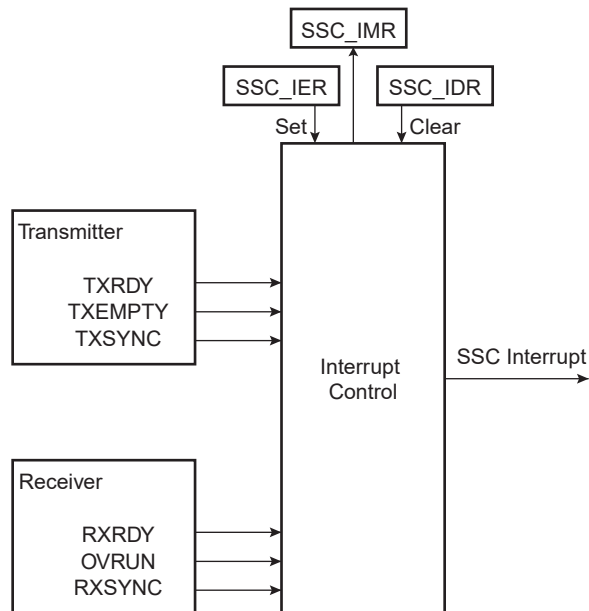 SSC_IMR
SSC_IER
SSC_IDR
Set
Clear
Transmitter
TXRDY
TXEMPTY
TXSYNC
Interrupt
Control
SSC Interrupt
Receiver
RXRDY
OVRUN
RXSYNC